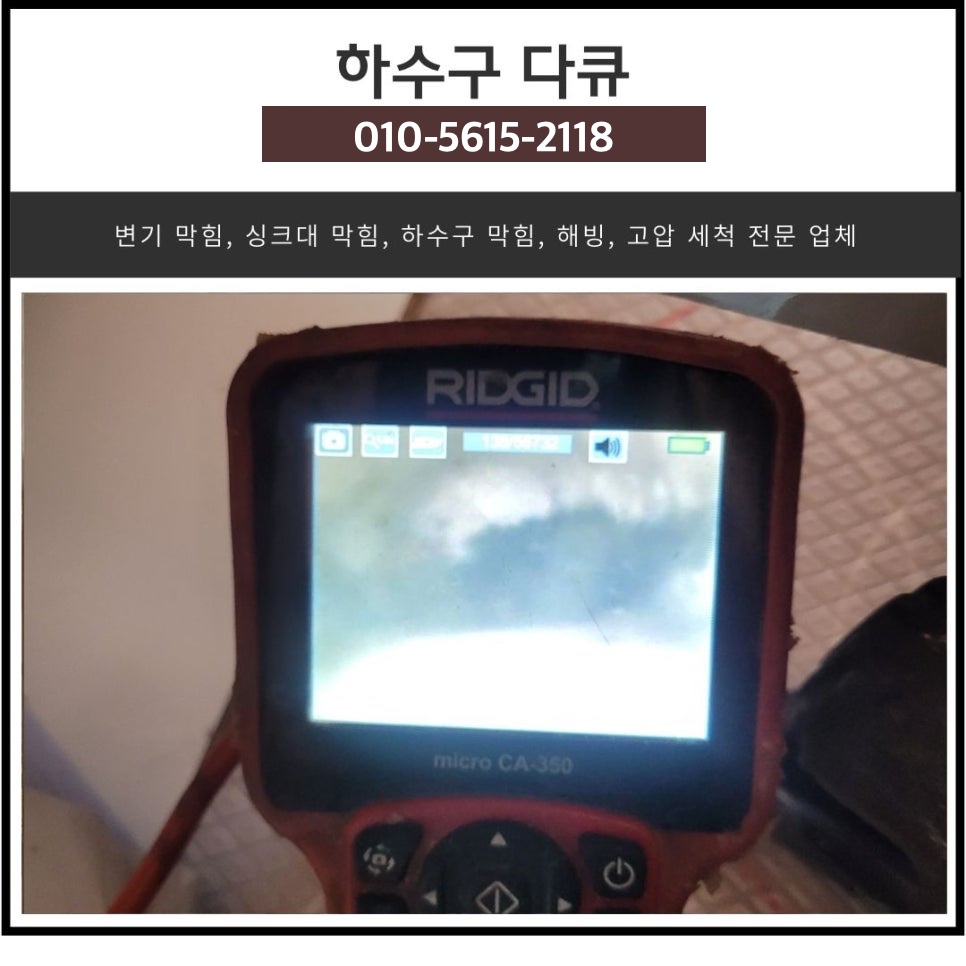 하수구 다큐
010-5615-2118
변기 막힘, 싱크대 막힘, 하수구 막힘, 해빙, 고압 세척 전문 업체
RIDGID
micro CA-350